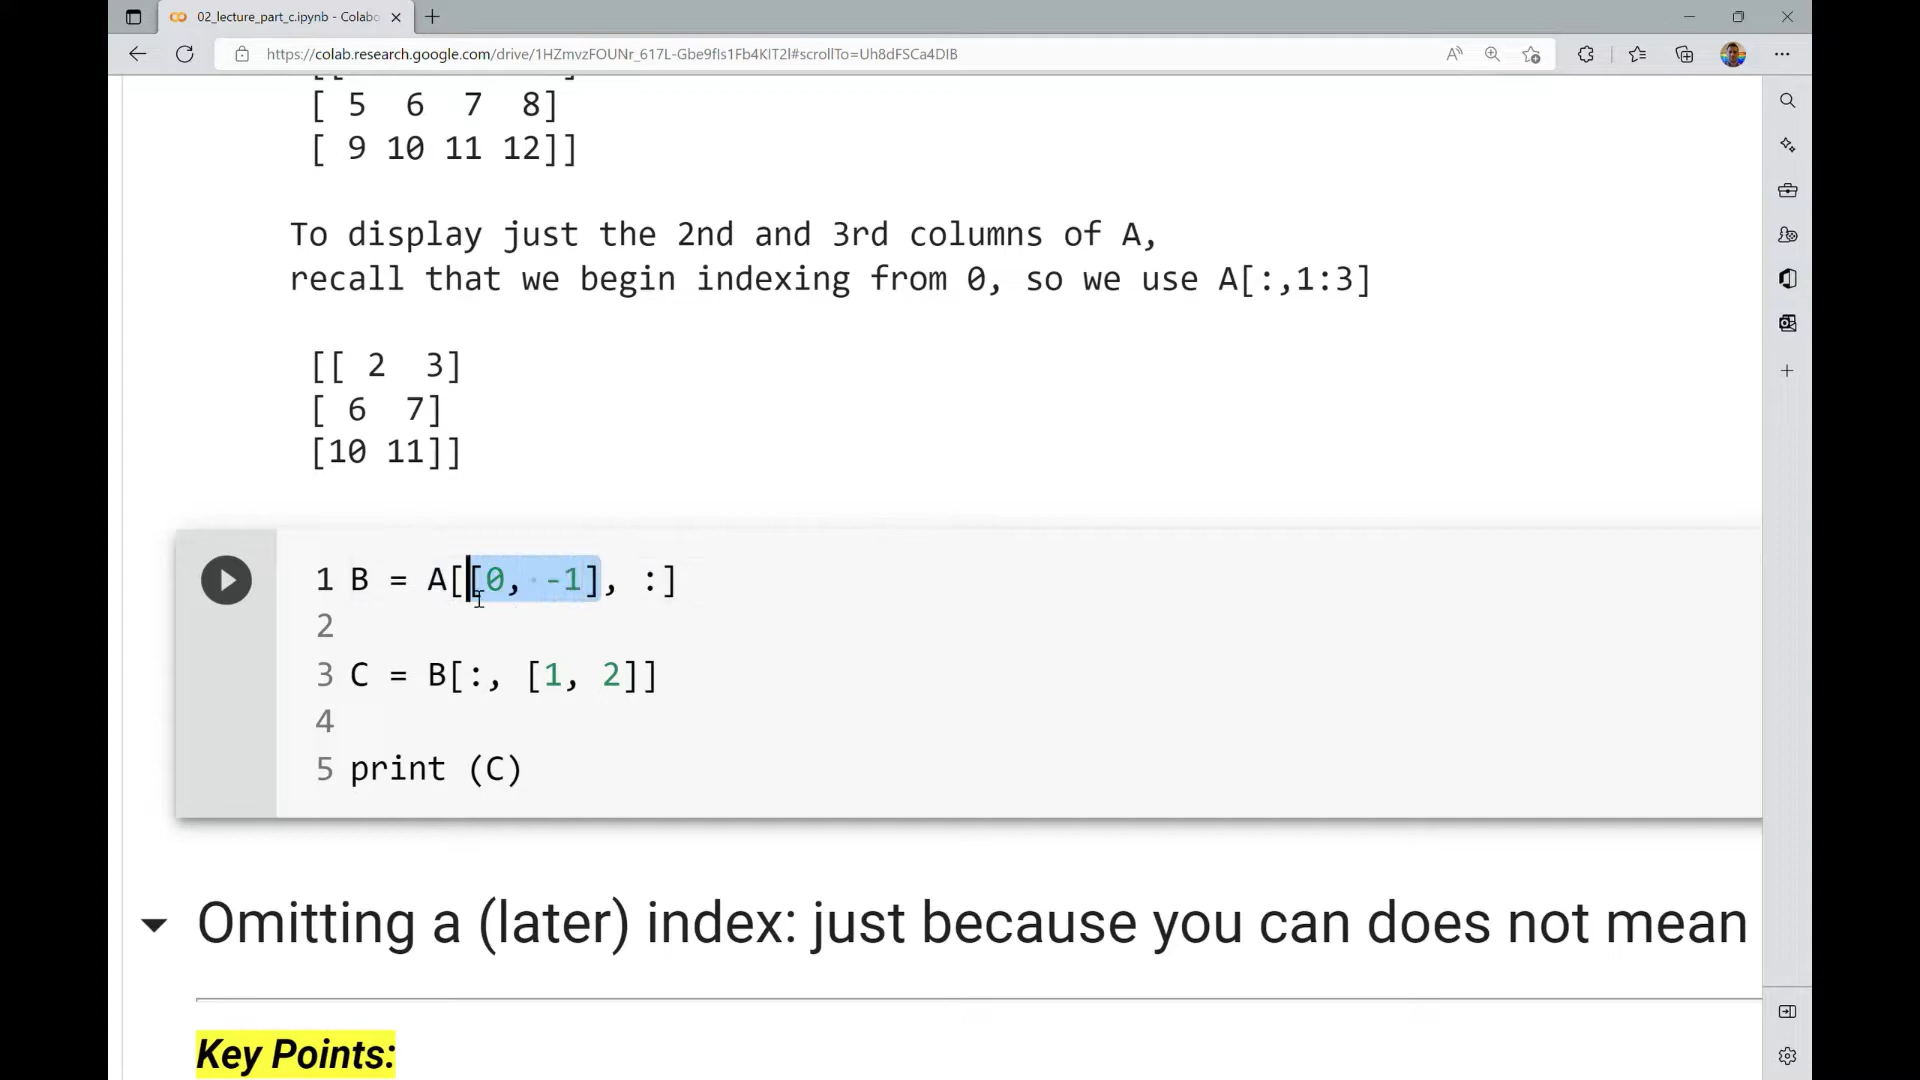 02_lecture_part_c.ipynb - Colabo
https://colab.research.google.com/drive/1HZmvzFOUNr_617L-Gbe9fIs1Fb4KIT2l#scrollTo=Uh8dFSCa4DIB
[ 5 6 7 8]
[ 9 10 11 12]]
To display just the 2nd and 3rd columns of A,
recall that we begin indexing from 0, so we use A[:,1:3]
[[ 2 3]
[ 6 7]
[10 11]]
1 B = A[[0, -1], :]
2
3 C = B[:, [1, 2]]
4
5 print (C)
Omitting a (later) index: just because you can does not mean
Key Points: